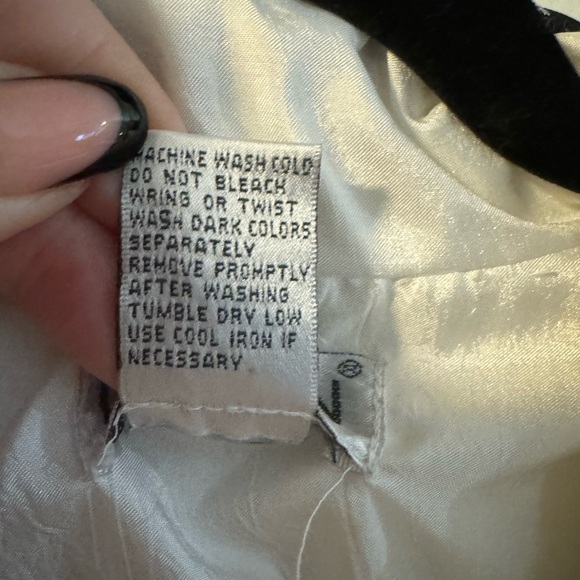 MACHINE WASH COLD
DO NOT BLEACH
WRING OR TWIST
WASH DARK COLORS
SEPARATELY
REMOVE PROMPTLY
AFTER WASHING
TUMBLE DRY LOW
USE COOL IRON IF
NECESSARY
®